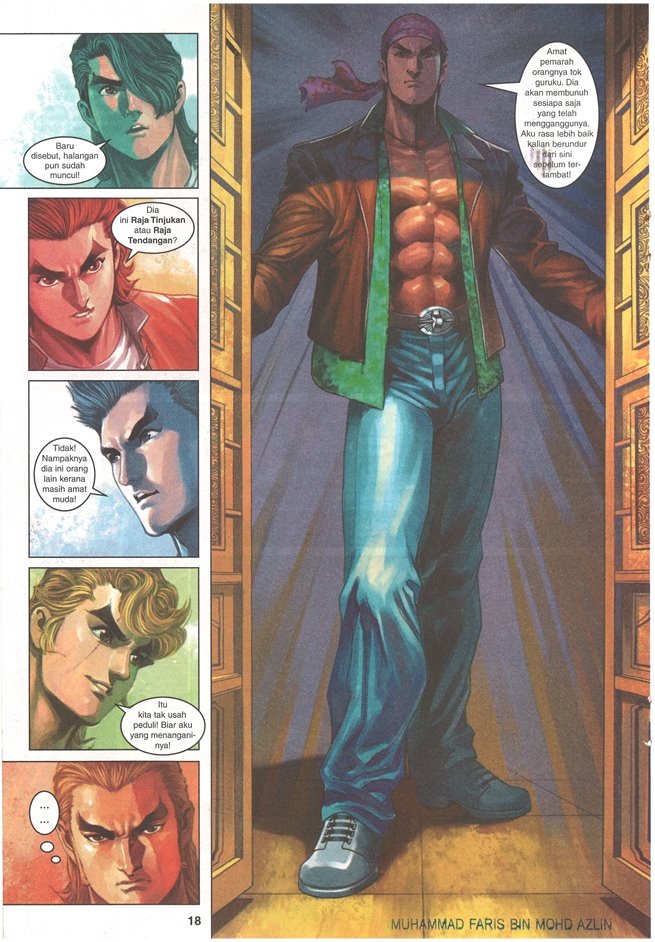 Baru
disebut, halangan
pun sudah
muncul!
Dia
ini Raja Tinjukan
atau Raja
Tendangan?
Tidak!
Nampaknya
dia ini orang
lain kerana
masih amat
muda!
Itu
kita tak usah
peduli! Biar aku
yang menangani-
nya!
...
...
Amat
pemarah
orangnya tok
guruku. Dia
akan membunuh
sesiapa saja
yang telah
mengganggunya.
Aku rasa lebih baik
kalian berundur
dari sini
sebelum ter-
lambat!
18
MUHAMMAD FARIS BIN MOHD AZLIN